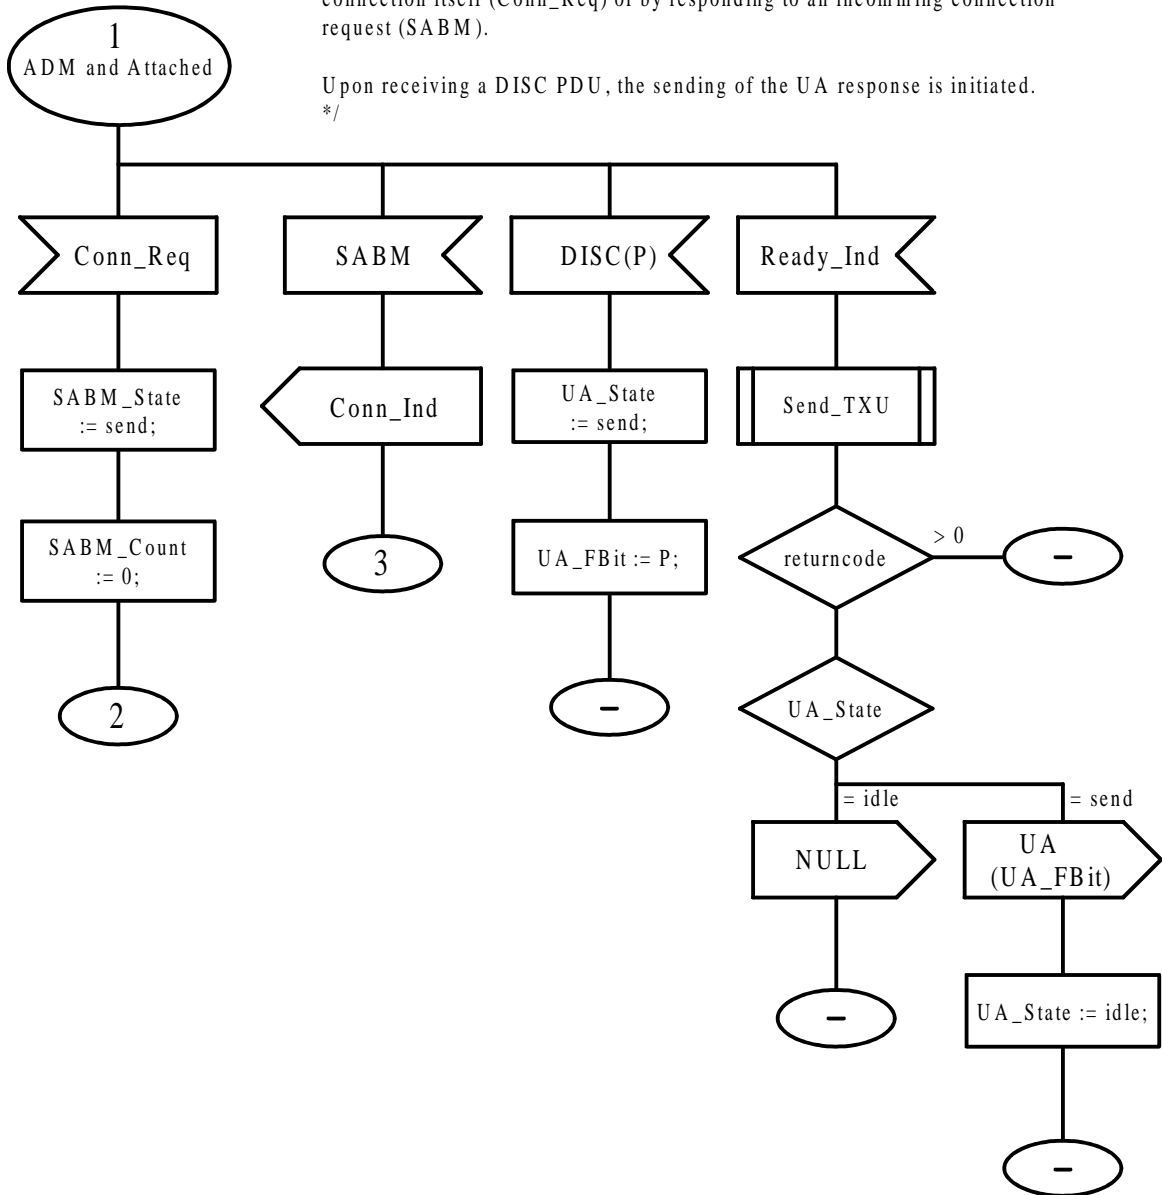 connection itself (Conn_Req) or by responding to an incomming connection
request (SABM).
Upon receiving a DISC PDU, the sending of the UA response is initiated.
*/
1
ADM and Attached
Conn_Req
SABM
DISC(P)
Ready_Ind
SABM_State
:= send;
Conn_Ind
UA_State
:= send;
Send_TXU
SABM_Count
:= 0;
3
UA_FBit := P;
returncode
> 0
–
2
–
UA_State
= idle
= send
NULL
UA
(UA_FBit)
–
UA_State := idle;
–